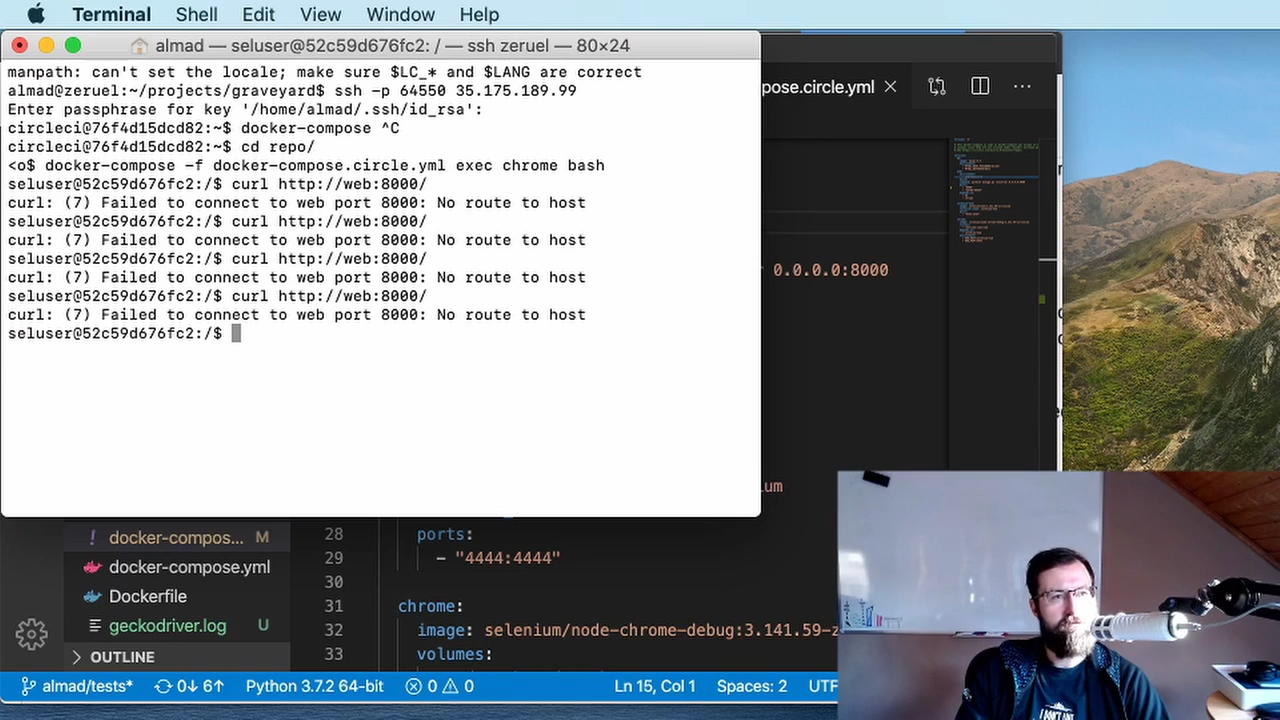 Terminal Shell Edit View Window Help
almad — seluser@52c59d676fc2: / — ssh zeruel — 80×24
manpath: can't set the locale; make sure $LC_* and $LANG are correct
almad@zeruel:~/projects/graveyard$ ssh -p 64550 35.175.189.99
Enter passphrase for key '/home/almad/.ssh/id_rsa':
circleci@76f4d15dcd82:~$ docker-compose ^C
circleci@76f4d15dcd82:~$ cd repo/
<o$ docker-compose -f docker-compose.circle.yml exec chrome bash
seluser@52c59d676fc2:/$ curl http://web:8000/
curl: (7) Failed to connect to web port 8000: No route to host
seluser@52c59d676fc2:/$ curl http://web:8000/
curl: (7) Failed to connect to web port 8000: No route to host
seluser@52c59d676fc2:/$ curl http://web:8000/
curl: (7) Failed to connect to web port 8000: No route to host
seluser@52c59d676fc2:/$ curl http://web:8000/
curl: (7) Failed to connect to web port 8000: No route to host
seluser@52c59d676fc2:/$
pose.circle.yml
0.0.0.0:8000
ium
28 ports:
29 - "4444:4444"
30
31 chrome:
32 image: selenium/node-chrome-debug:3.141.59-z
33 volumes:
! docker-compos... M
docker-compose.yml
Dockerfile
geckodriver.log U
OUTLINE
almad/tests* 0↓ 6↑ Python 3.7.2 64-bit 0 0 Ln 15, Col 1 Spaces: 2 UTF
I DON'T